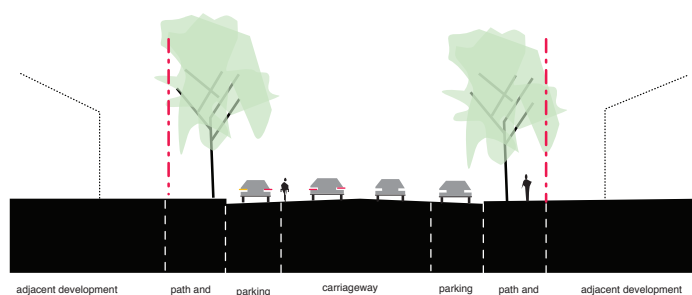 adjacent development
path and
parking
carriageway
parking
path and
adjacent development